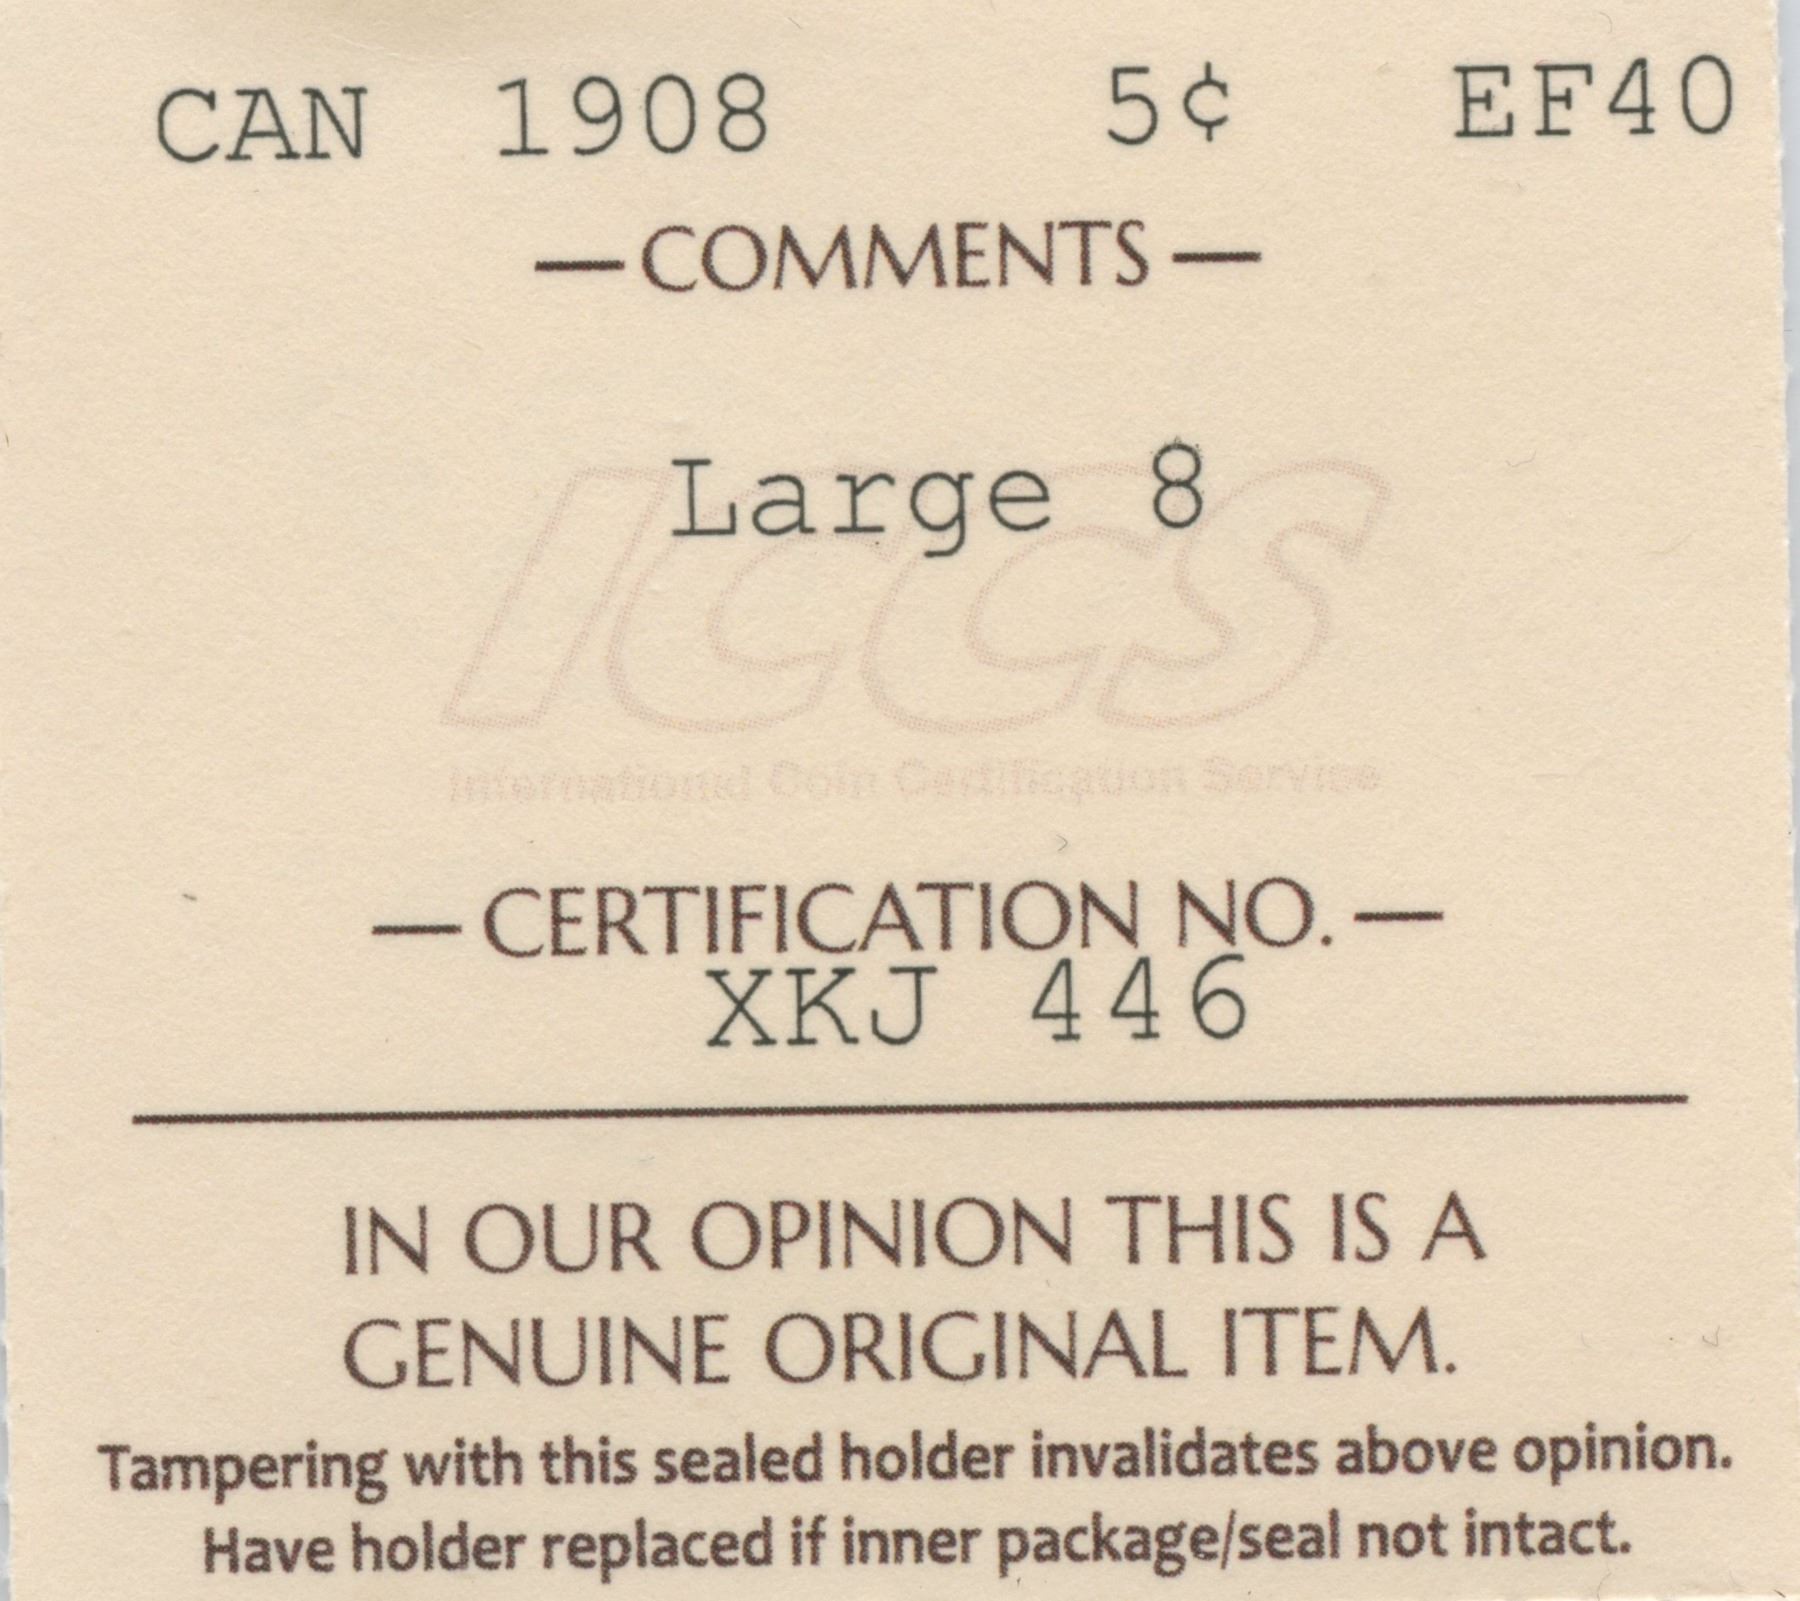 CAN 1908 5¢ EF40
—COMMENTS—
Large 8
ICCS
International Coin Certification Service
—CERTIFICATION NO.—
XKJ 446
IN OUR OPINION THIS IS A
GENUINE ORIGINAL ITEM.
Tampering with this sealed holder invalidates above opinion.
Have holder replaced if inner package/seal not intact.